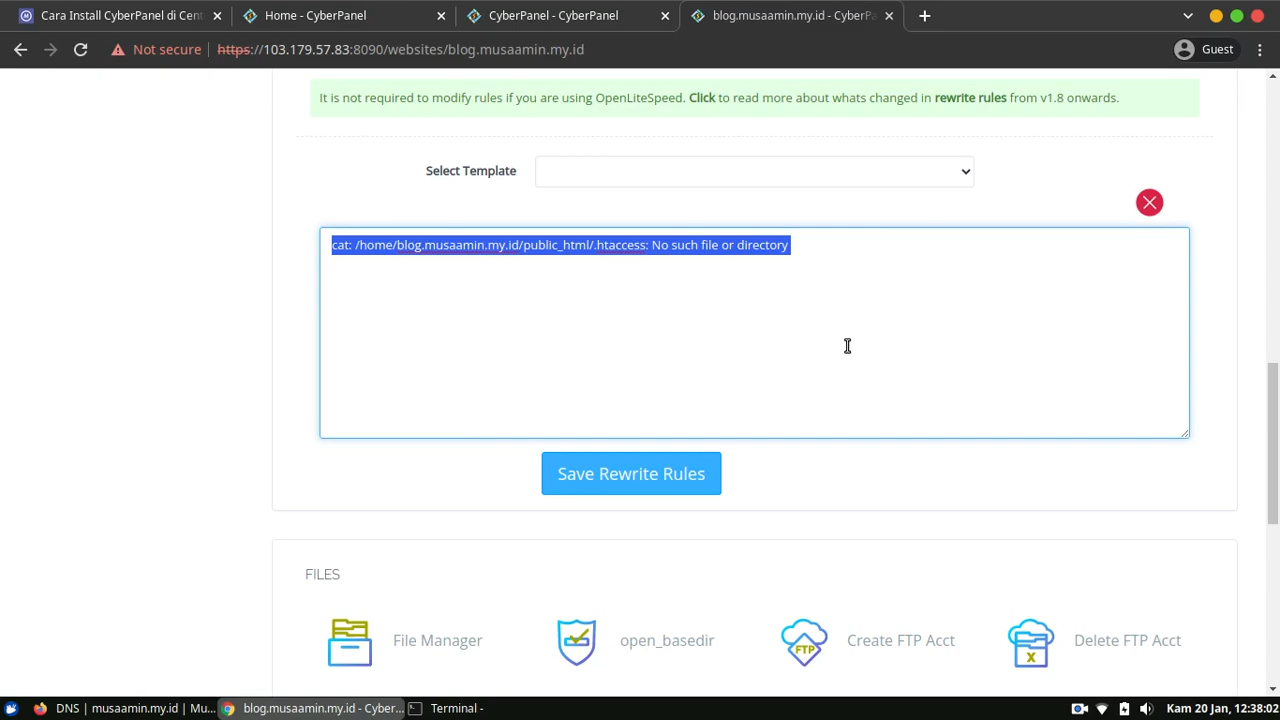 Cara Install CyberPanel di Cent
Home - CyberPanel
CyberPanel - CyberPanel
blog.musaamin.my.id - CyberPa
Not secure
https://103.179.57.83:8090/websites/blog.musaamin.my.id
Guest
It is not required to modify rules if you are using OpenLiteSpeed. Click to read more about whats changed in rewrite rules from v1.8 onwards.
Select Template
cat: /home/blog.musaamin.my.id/public_html/.htaccess: No such file or directory
Save Rewrite Rules
FILES
File Manager
open_basedir
FTP
Create FTP Acct
X
Delete FTP Acct
DNS | musaamin.my.id | Mu...
blog.musaamin.my.id - Cyber...
Terminal -
Kam 20 Jan, 12:38:02